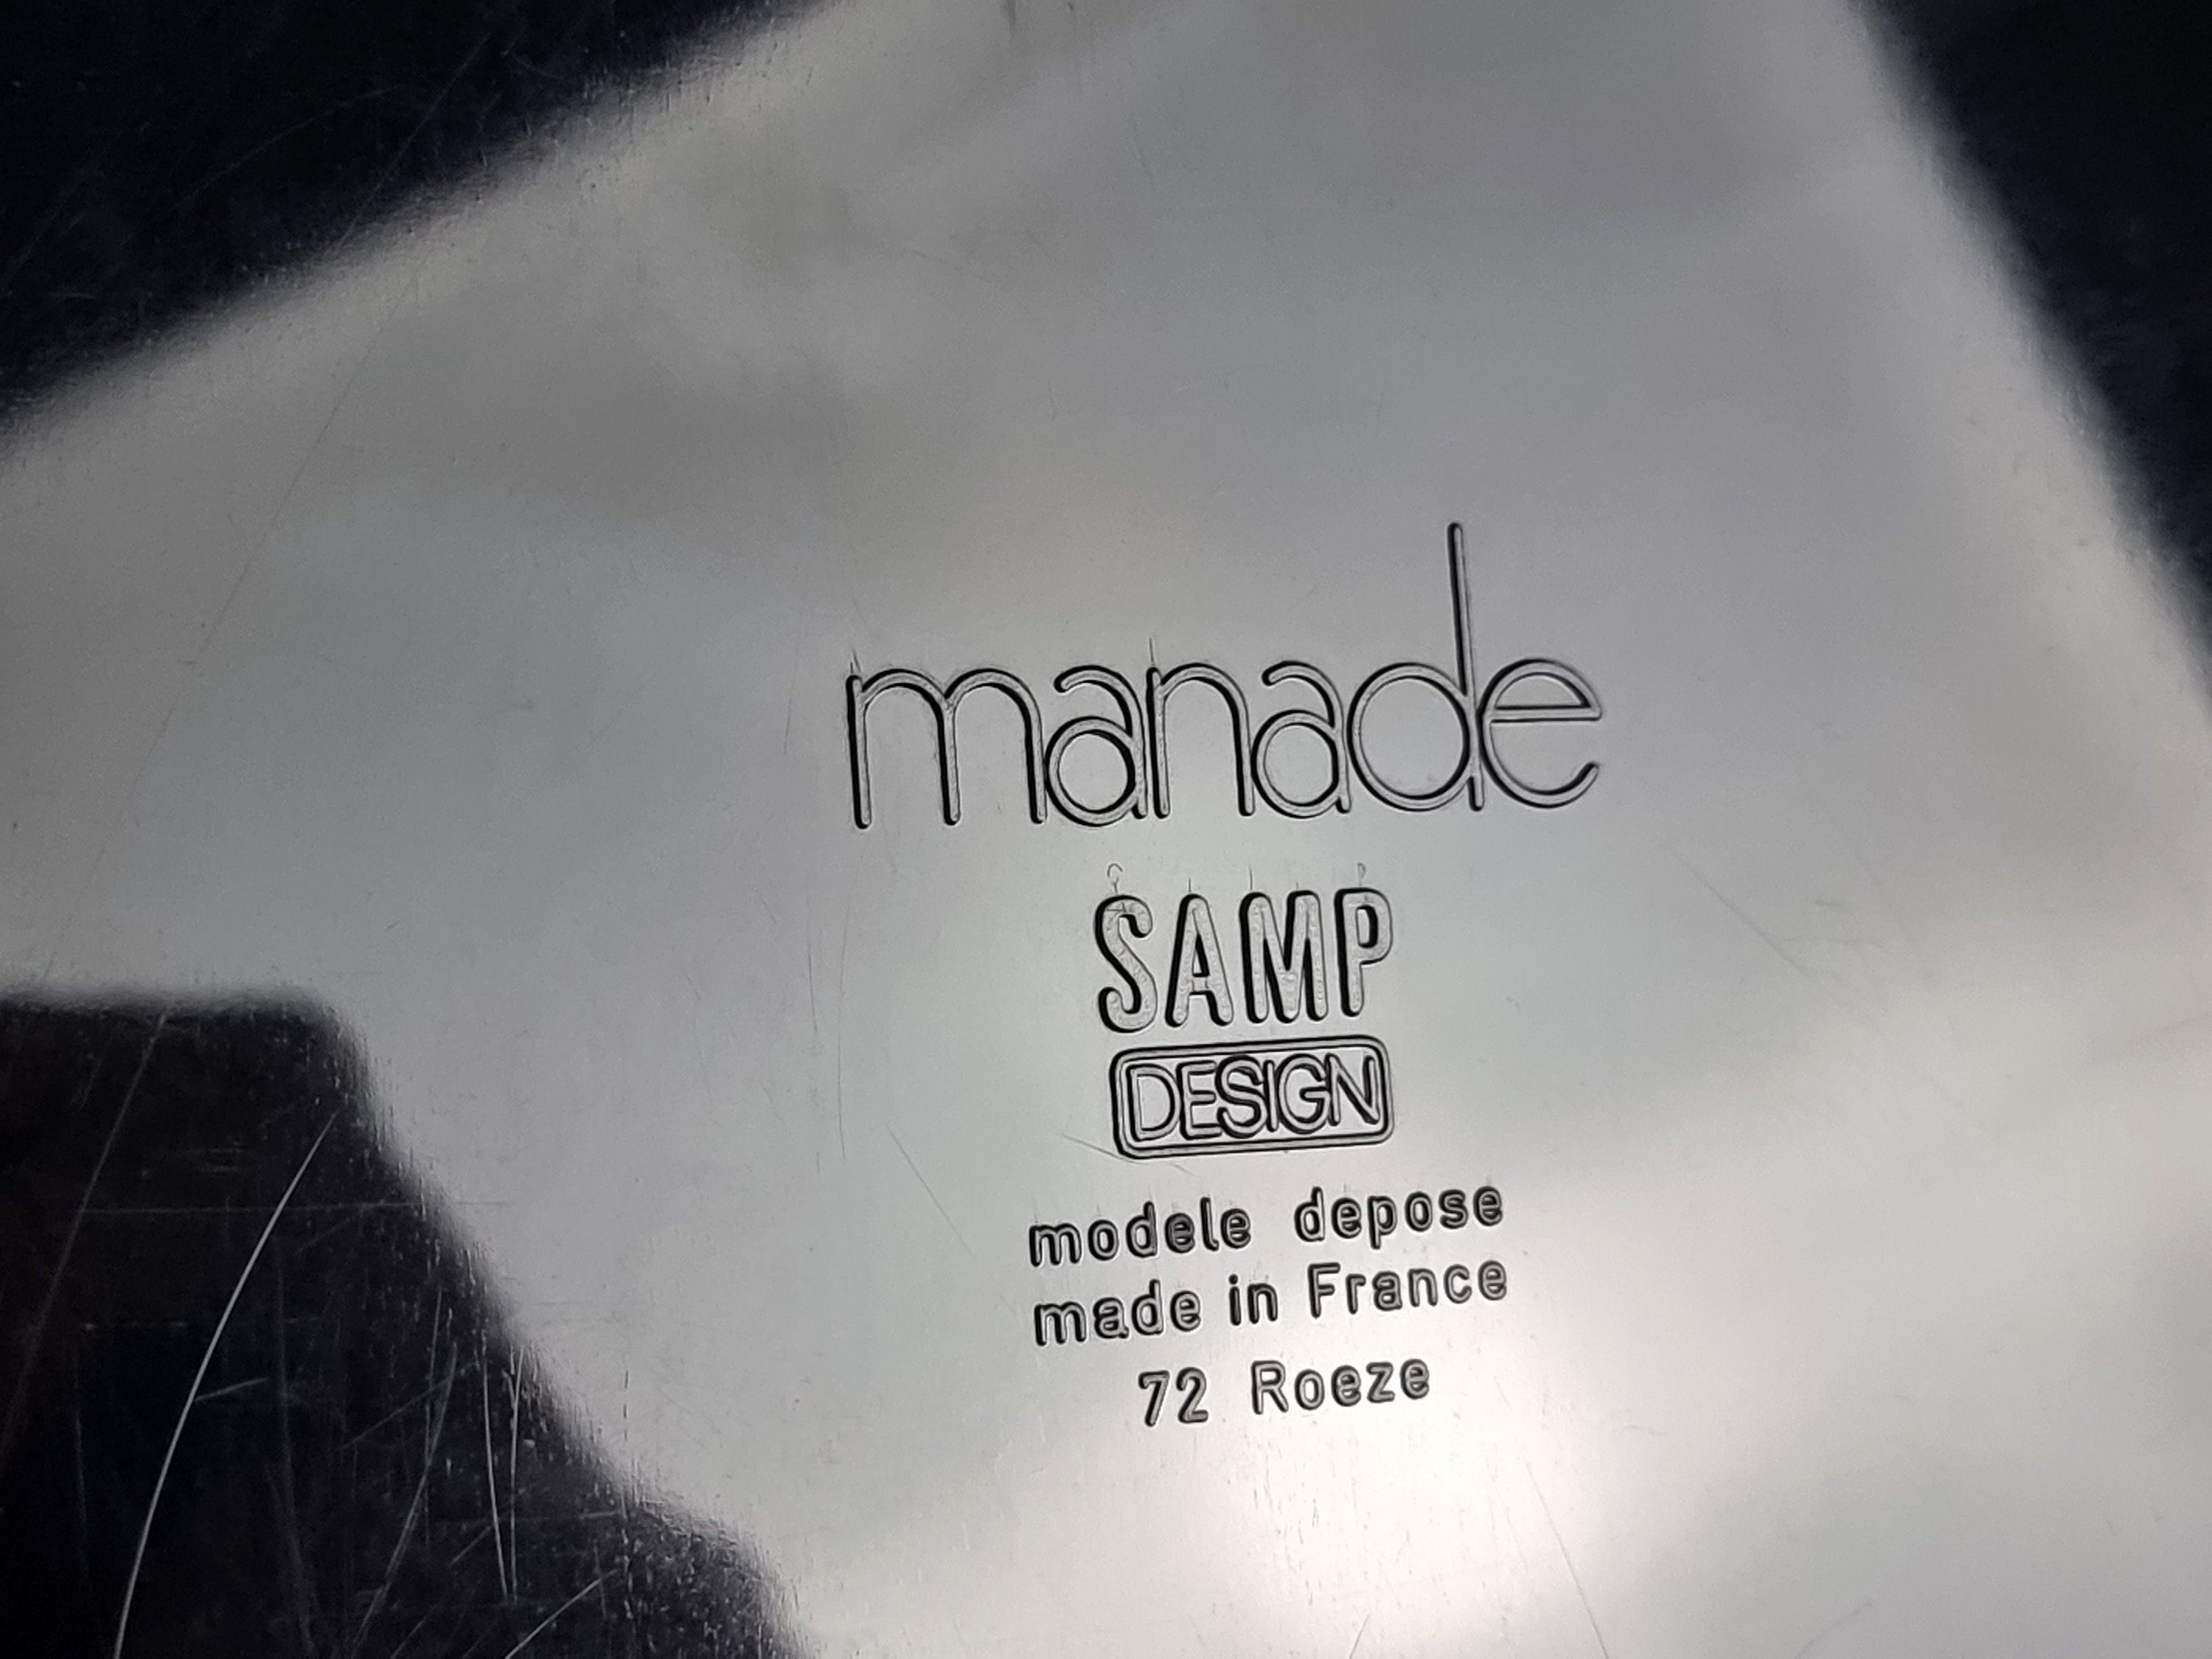 manade
SAMP
DESIGN
modele depose
made in France
72 Roeze